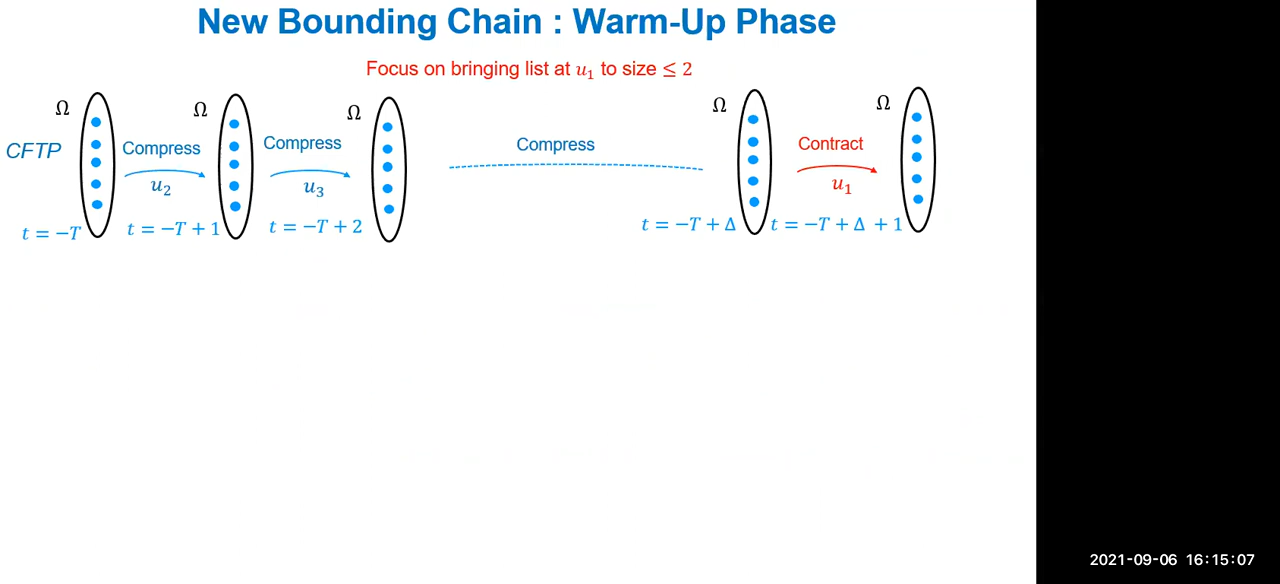 New Bounding Chain : Warm-Up Phase
Focus on bringing list at u₁ to size ≤ 2
Ω Ω Ω Ω Ω
CFTP Compress Compress Compress Contract
u₂ u₃ u₁
t = −T t = −T + 1 t = −T + 2 t = −T + Δ t = −T + Δ + 1
2021-09-06 16:15:07